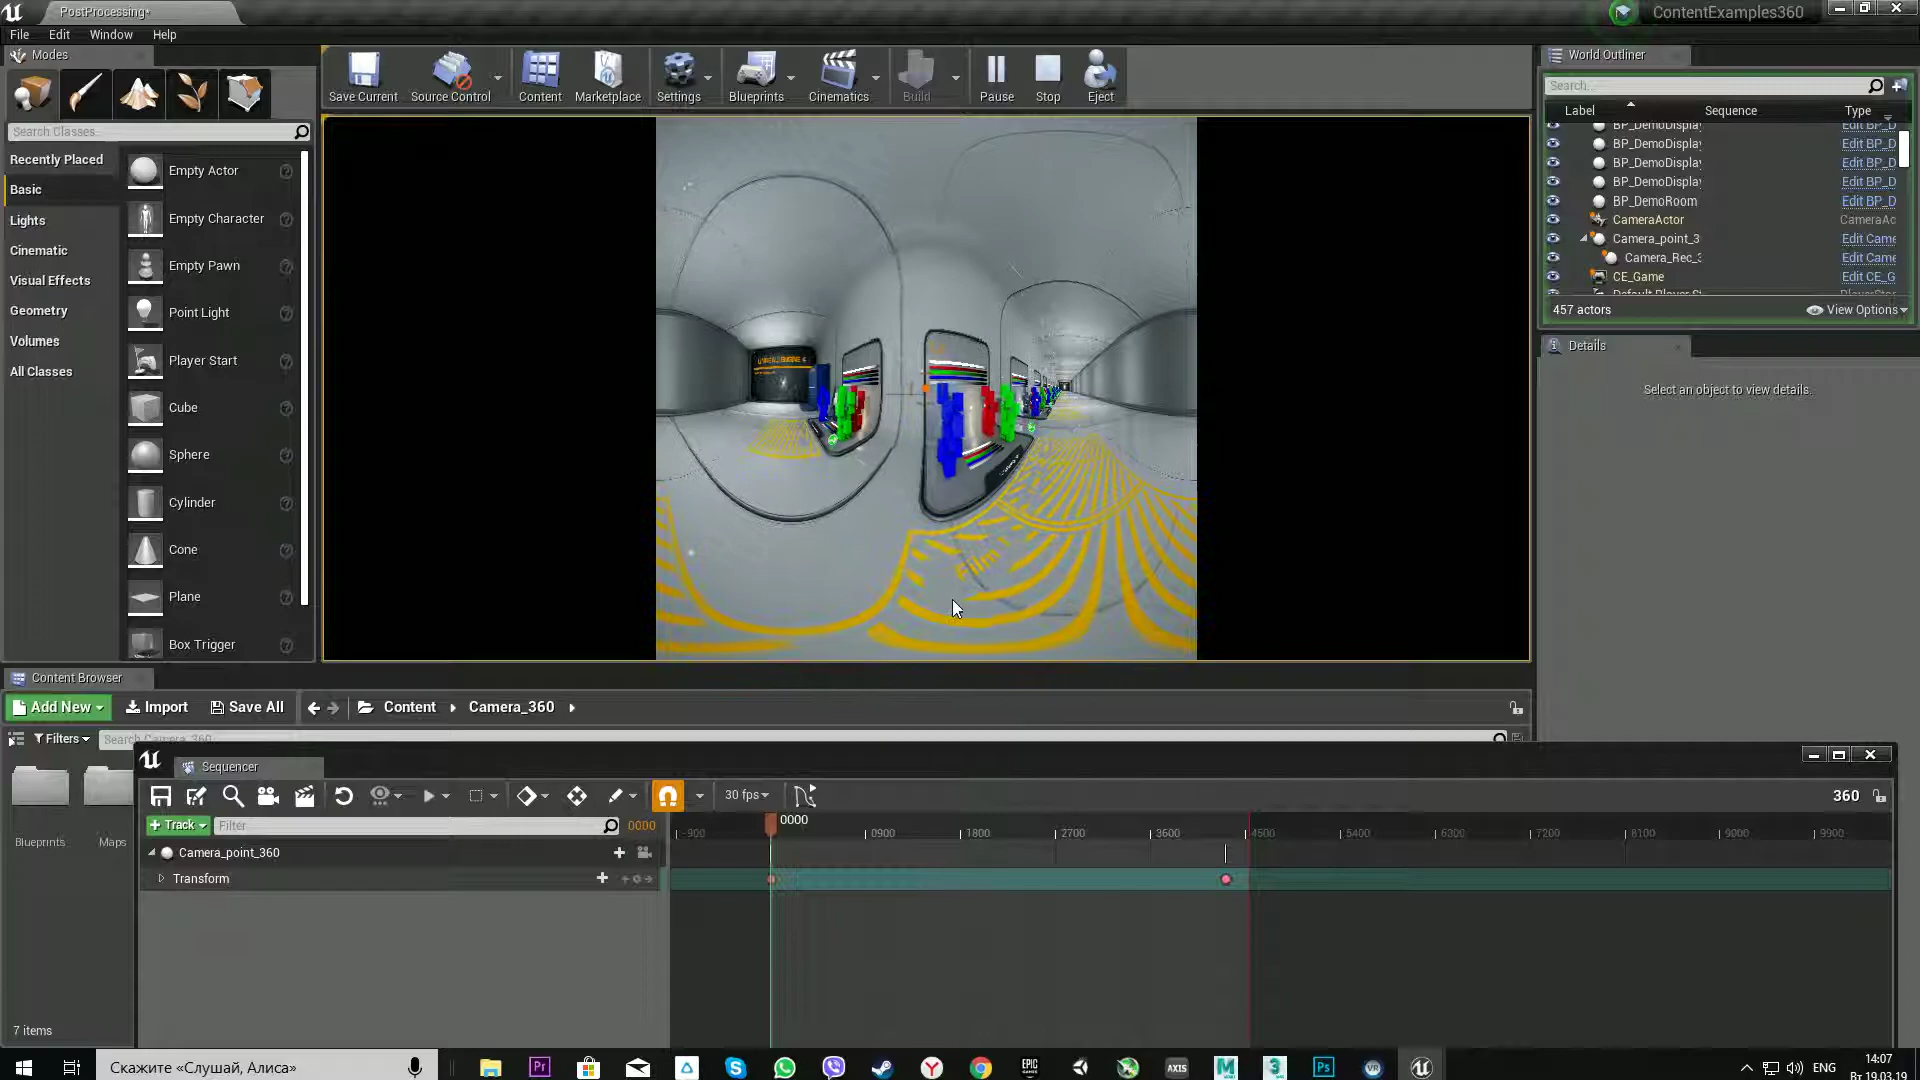 PostProcessing*
ContentExamples360
File Edit Window Help
Modes
World Outliner
Save Current
Source Control
Content
Marketplace
Settings
Blueprints
Cinematics
Build
Pause
Stop
Eject
Search...
Label Sequence Type
Search Classes
Recently Placed
Basic
Lights
Cinematic
Visual Effects
Geometry
Volumes
All Classes
Empty Actor
Empty Character
Empty Pawn
Point Light
Player Start
Cube
Sphere
Cylinder
Cone
Plane
Box Trigger
BP_DemoDisplay Edit BP_D
BP_DemoDisplay Edit BP_D
BP_DemoDisplay Edit BP_D
BP_DemoDisplay Edit BP_D
BP_DemoRoom Edit BP_D
CameraActor CameraAc
Camera_point_3 Edit Came
Camera_Rec_3 Edit Came
CE_Game Edit CE_G
457 actors
View Options
Details
Select an object to view details.
Content Browser
Add New
Import
Save All
Content
Camera_360
Filters
Search Camera_360
Blueprints
Maps
7 items
Sequencer
30 fps
360
Track
Filter
0000
0000
-900 0900 1800 2700 3600 4500 5400 6300 7200 8100 9000 9900
Camera_point_360
Transform
Скажите «Слушай, Алиса»
ENG
14:07
Вт 19.03.19